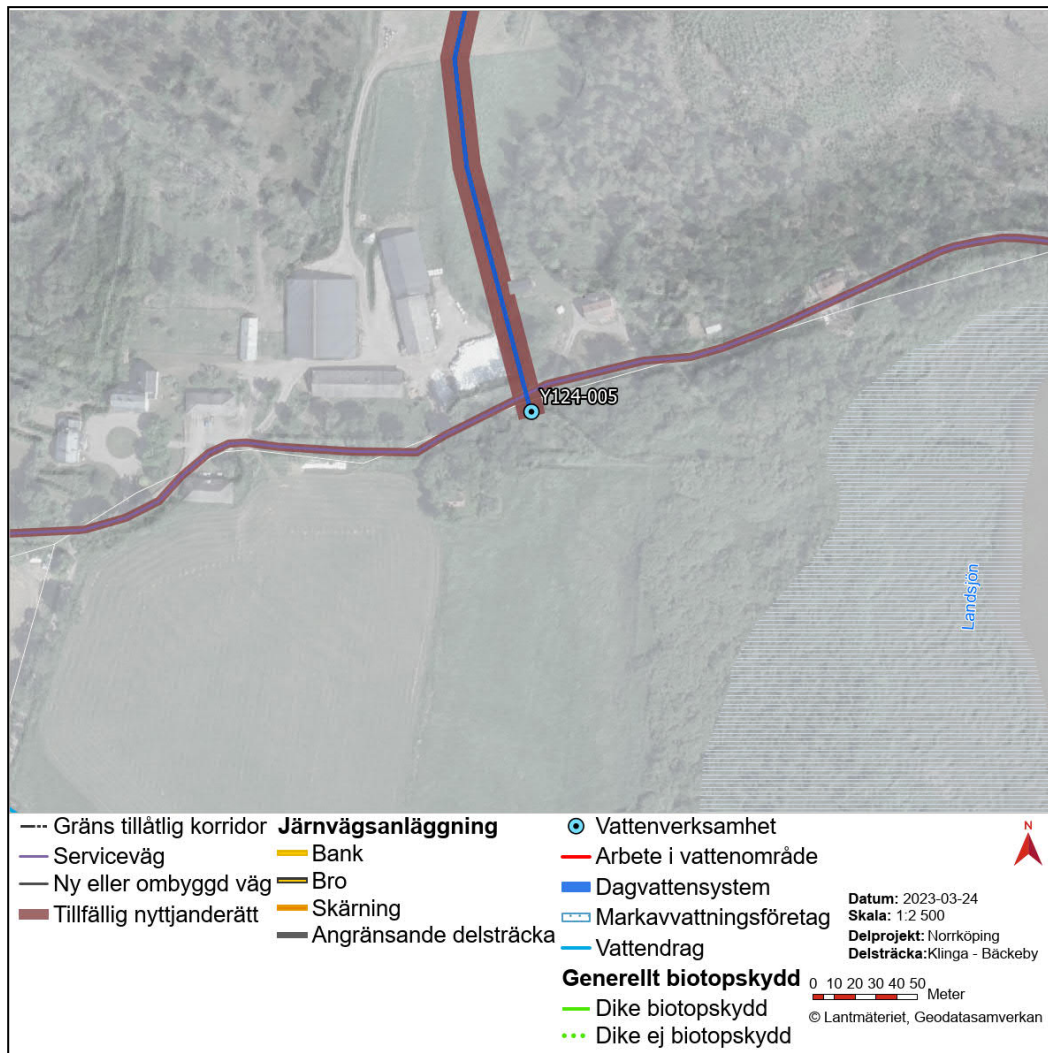 Y124-005
Landsjön
Gräns tillåtlig korridor
Serviceväg
Ny eller ombyggd väg
Tillfällig nyttjanderätt
Järnvägsanläggning
Bank
Bro
Skärning
Angränsande delsträcka
Vattenverksamhet
Arbete i vattenområde
Dagvattensystem
Markavvattningsföretag
Vattendrag
Generellt biotopskydd
Dike biotopskydd
Dike ej biotopskydd
N
Datum: 2023-03-24
Skala: 1:2 500
Delprojekt: Norrköping
Delsträcka:Klinga - Bäckeby
0 10 20 30 40 50
Meter
© Lantmäteriet, Geodatasamverkan